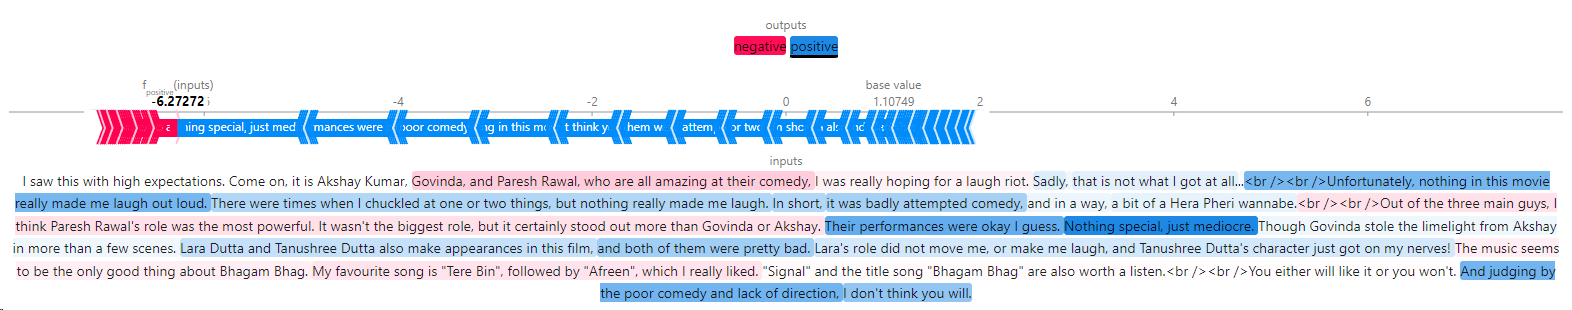 outputs
negative positive
f positive (inputs) base value
-6.27272 -4 -2 0 1.10749 2 4 6
a ning special, just med mances were poor comedy ng in this mo t think y hem w attemp or two n sho als nd
inputs
I saw this with high expectations. Come on, it is Akshay Kumar, Govinda, and Paresh Rawal, who are all amazing at their comedy, I was really hoping for a laugh riot. Sadly, that is not what I got at all...<br /><br />Unfortunately, nothing in this movie
really made me laugh out loud. There were times when I chuckled at one or two things, but nothing really made me laugh. In short, it was badly attempted comedy, and in a way, a bit of a Hera Pheri wannabe.<br /><br />Out of the three main guys, I
think Paresh Rawal's role was the most powerful. It wasn't the biggest role, but it certainly stood out more than Govinda or Akshay. Their performances were okay I guess. Nothing special, just mediocre. Though Govinda stole the limelight from Akshay
in more than a few scenes. Lara Dutta and Tanushree Dutta also make appearances in this film, and both of them were pretty bad. Lara's role did not move me, or make me laugh, and Tanushree Dutta's character just got on my nerves! The music seems
to be the only good thing about Bhagam Bhag. My favourite song is "Tere Bin", followed by "Afreen", which I really liked. "Signal" and the title song "Bhagam Bhag" are also worth a listen.<br /><br />You either will like it or you won't. And judging by
the poor comedy and lack of direction, I don't think you will.